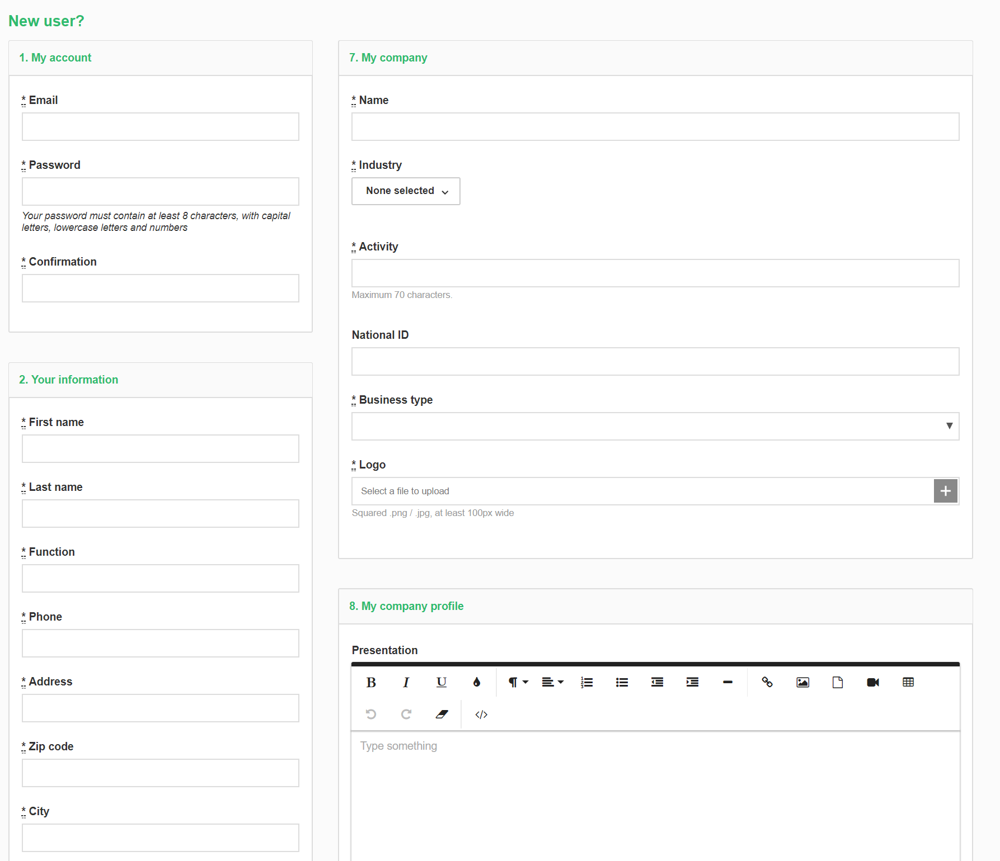 New user?
1. My account
* Email
* Password
Your password must contain at least 8 characters, with capital
letters, lowercase letters and numbers
* Confirmation
2. Your information
* First name
* Last name
* Function
* Phone
* Address
* Zip code
* City
7. My company
* Name
* Industry
None selected
* Activity
Maximum 70 characters.
National ID
* Business type
* Logo
Select a file to upload
Squared .png / .jpg, at least 100px wide
8. My company profile
Presentation
B I U
Type something